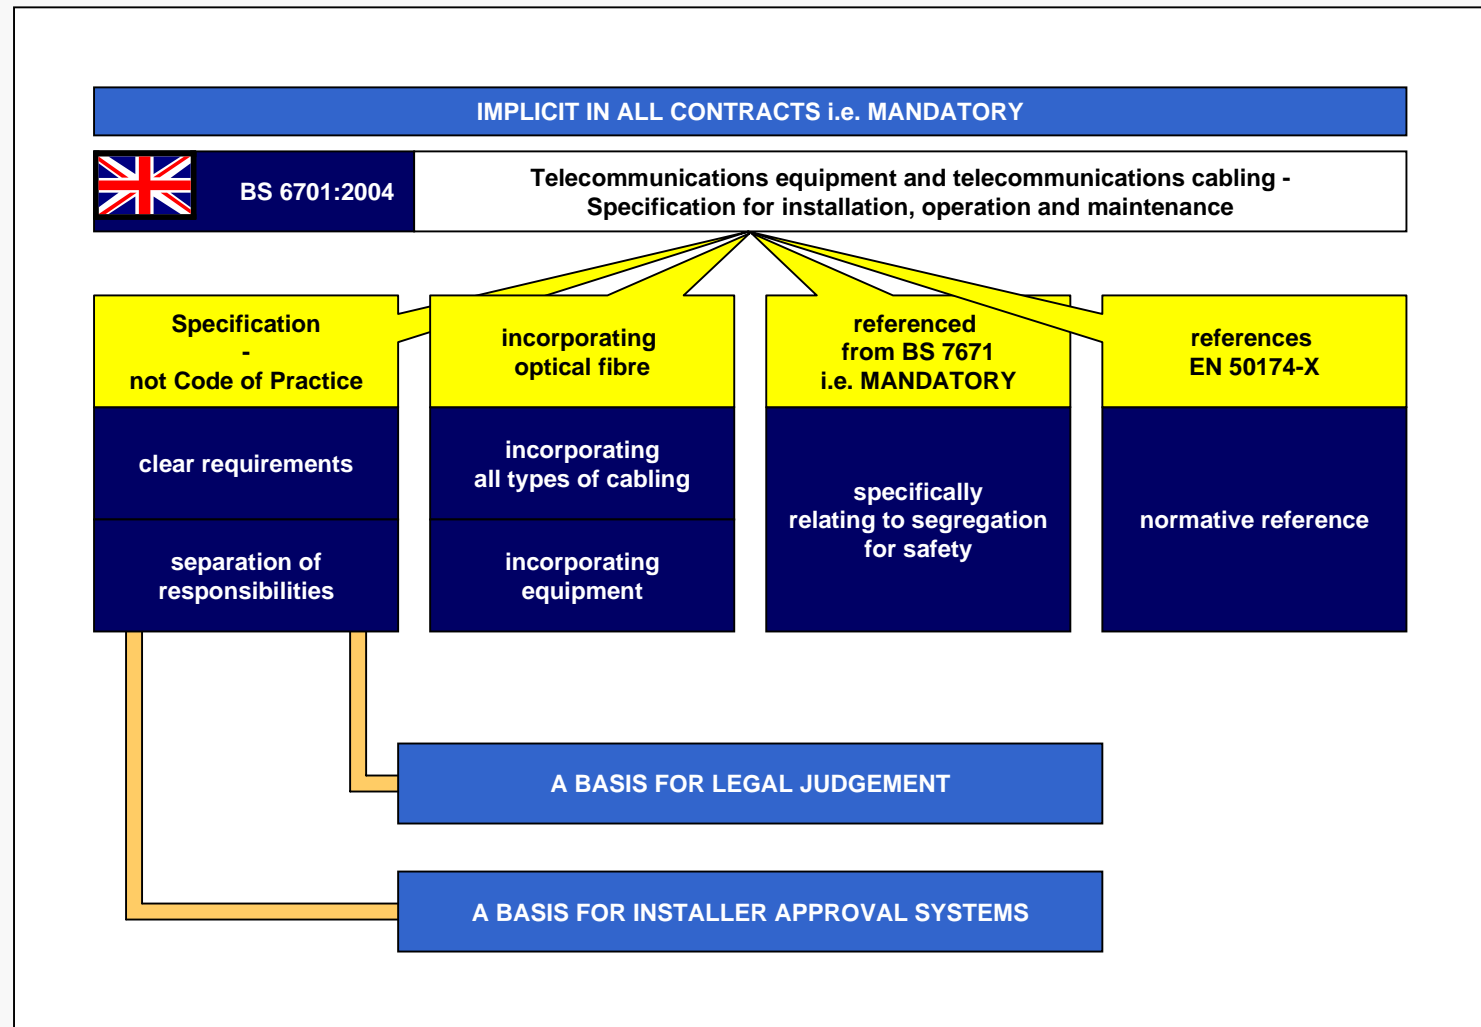 IMPLICIT IN ALL CONTRACTS i.e. MANDATORY
BS 6701:2004
Telecommunications equipment and telecommunications cabling -
Specification for installation, operation and maintenance
Specification
-
not Code of Practice
clear requirements
separation of
responsibilities
incorporating
optical fibre
incorporating
all types of cabling
incorporating
equipment
referenced
from BS 7671
i.e. MANDATORY
specifically
relating to segregation
for safety
references
EN 50174-X
normative reference
A BASIS FOR LEGAL JUDGEMENT
A BASIS FOR INSTALLER APPROVAL SYSTEMS